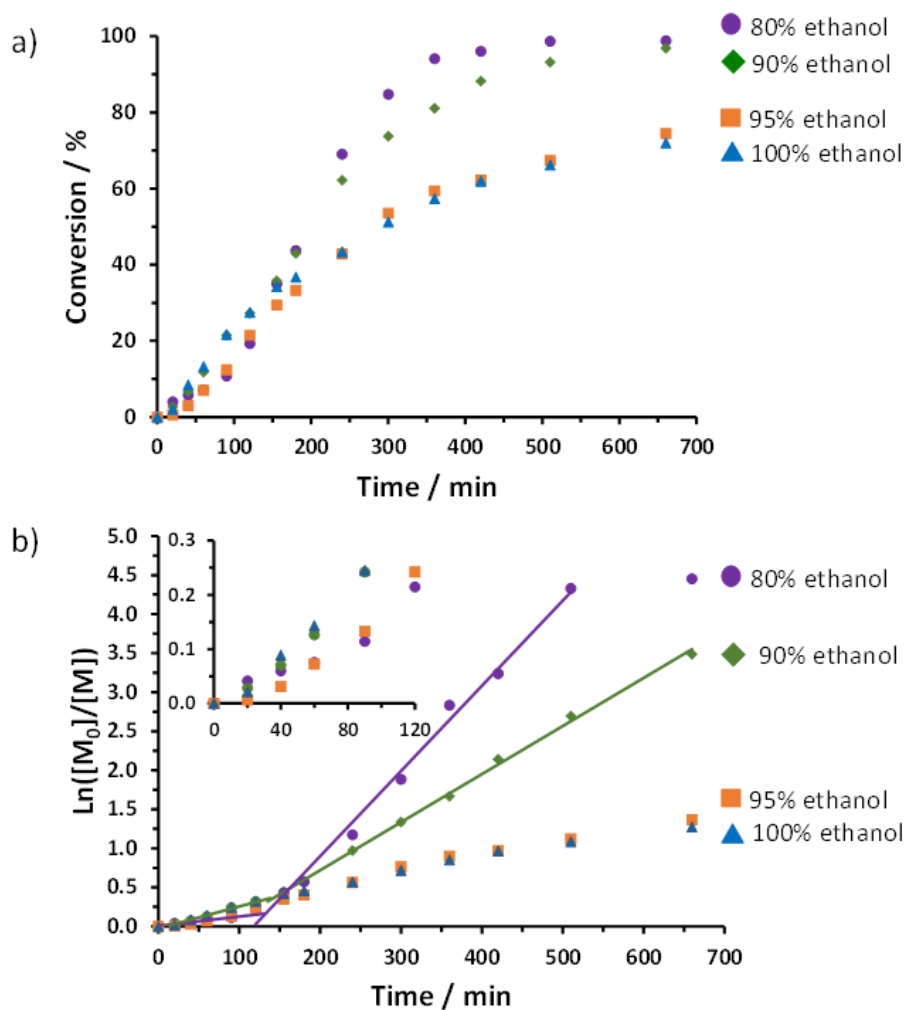 a)
Conversion / %
100
80
60
40
20
0
0 100 200 300 400 500 600 700
Time / min
80% ethanol
90% ethanol
95% ethanol
100% ethanol
b)
Ln([M₀]/[M])
5.0
4.5
4.0
3.5
3.0
2.5
2.0
1.5
1.0
0.5
0.0
0.3
0.2
0.1
0.0
0 40 80 120
0 100 200 300 400 500 600 700
Time / min
80% ethanol
90% ethanol
95% ethanol
100% ethanol